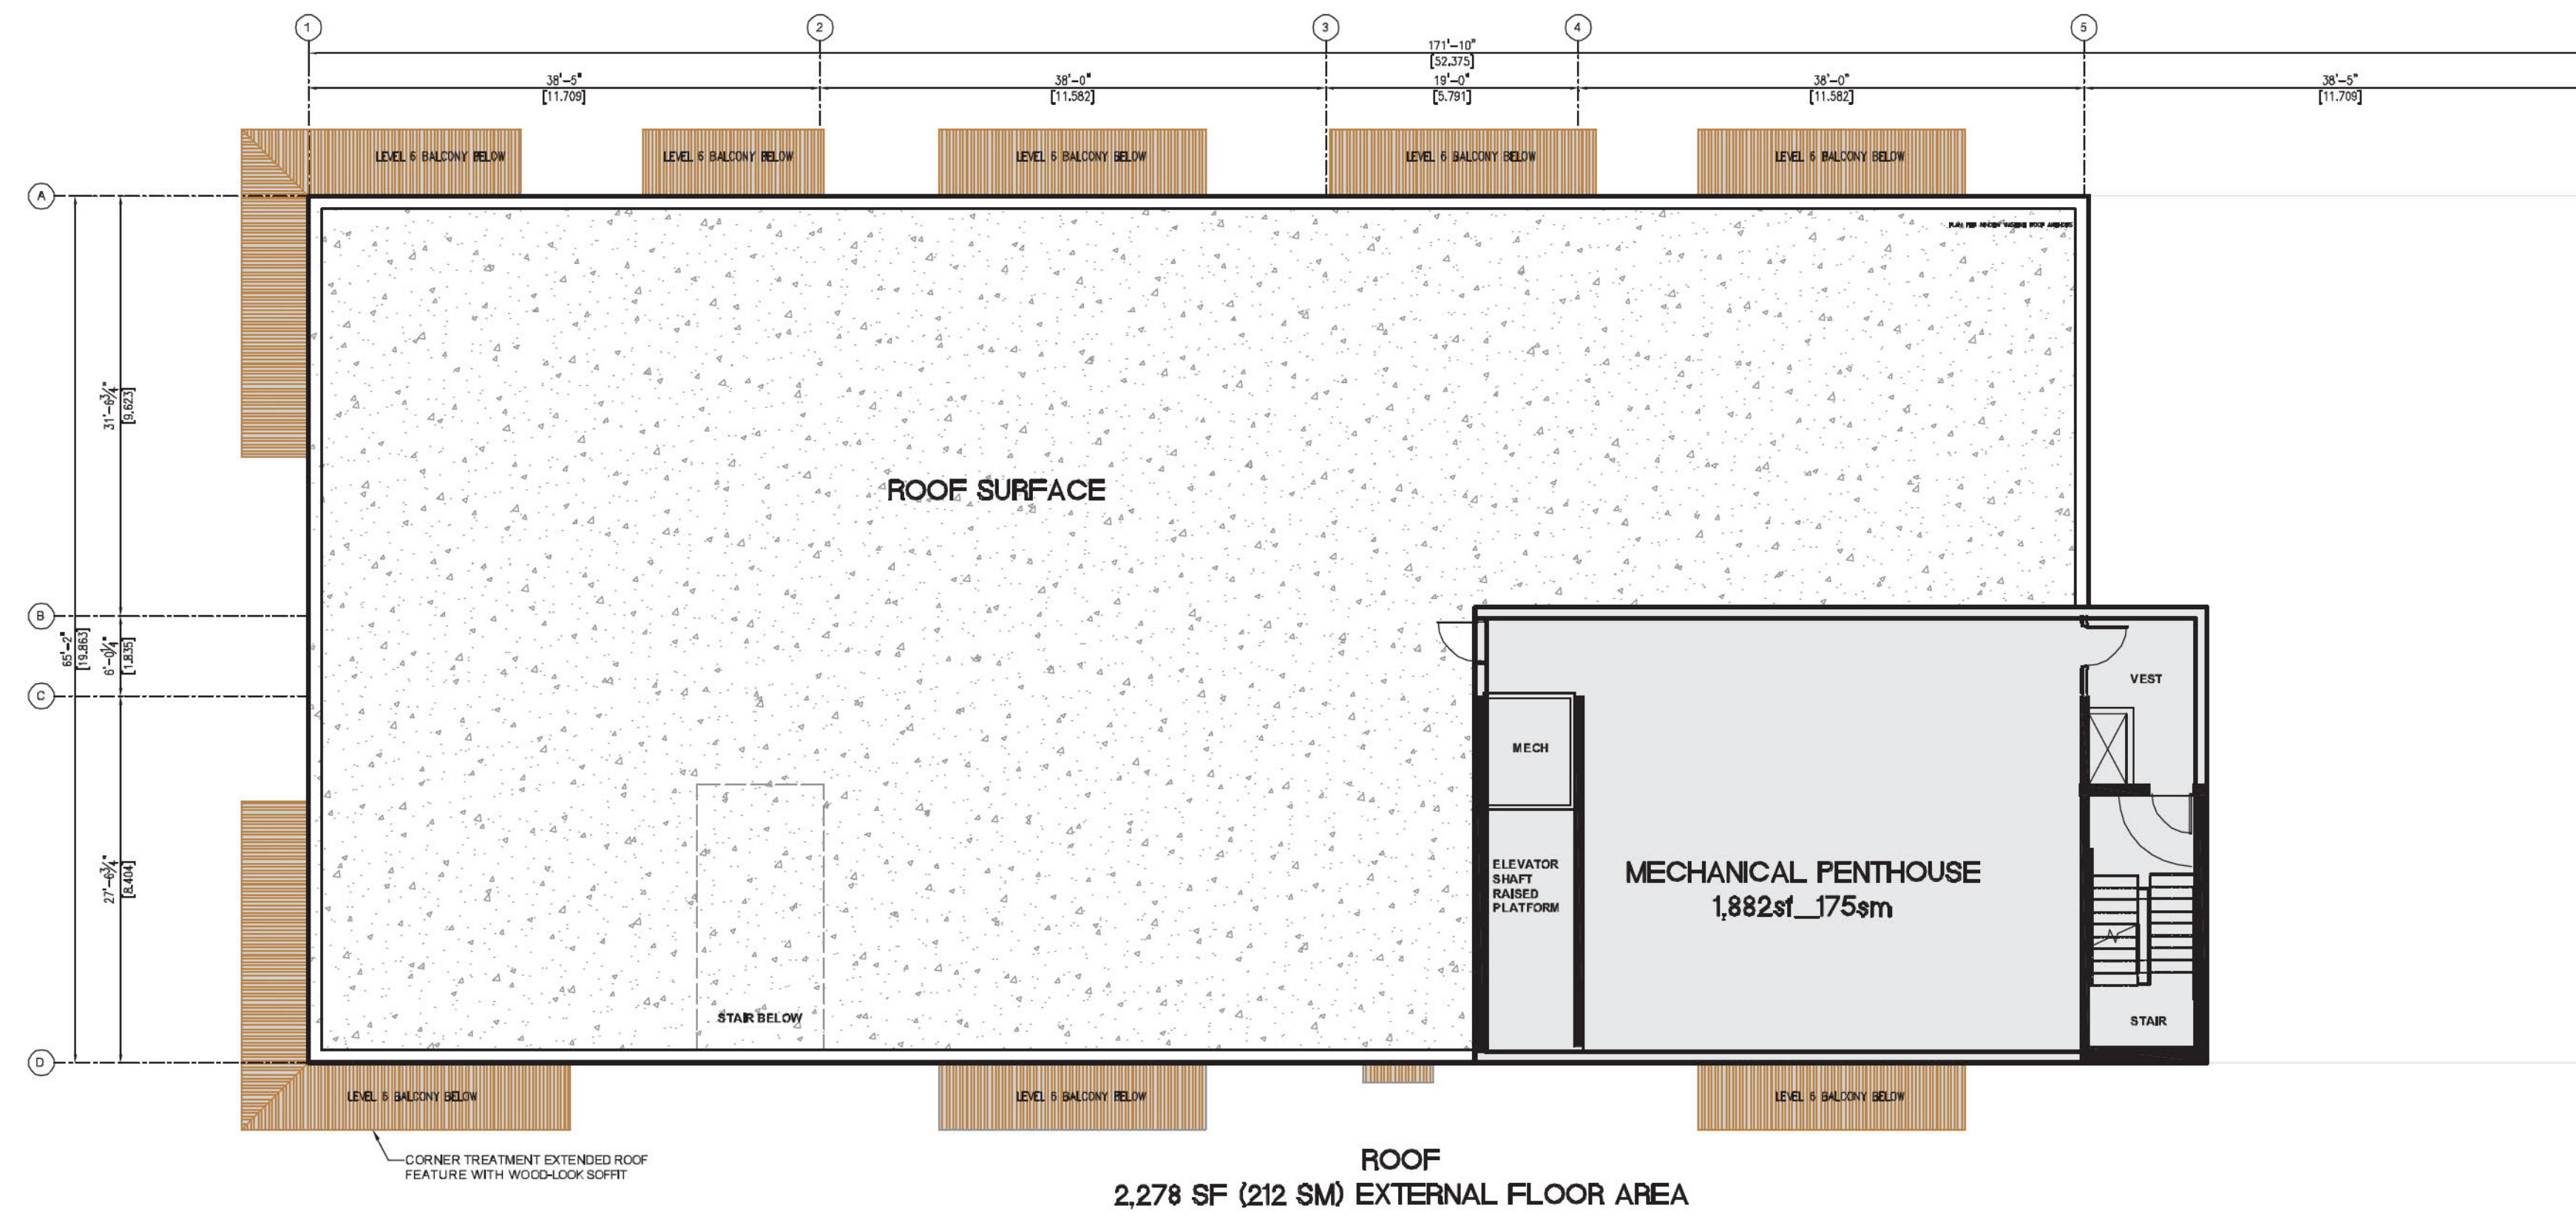 1
2
3
4
5
171'-10"
[52.375]
38'-5"
[11.709]
38'-0"
[11.582]
19'-0"
[5.791]
38'-0"
[11.582]
38'-5"
[11.709]
LEVEL 6 BALCONY BELOW
LEVEL 6 BALCONY BELOW
LEVEL 6 BALCONY BELOW
LEVEL 6 BALCONY BELOW
LEVEL 6 BALCONY BELOW
A
B
C
D
31'-6¾"
[9.623]
65'-2"
[19.863]
6'-0¼"
[1.835]
27'-6¾"
[8.404]
ROOF SURFACE
VEST
MECH
ELEVATOR
SHAFT
RAISED
PLATFORM
MECHANICAL PENTHOUSE
1,882sf_175sm
STAIR BELOW
STAIR
LEVEL 6 BALCONY BELOW
LEVEL 6 BALCONY BELOW
LEVEL 6 BALCONY BELOW
CORNER TREATMENT EXTENDED ROOF
FEATURE WITH WOOD-LOOK SOFFIT
ROOF
2,278 SF (212 SM) EXTERNAL FLOOR AREA